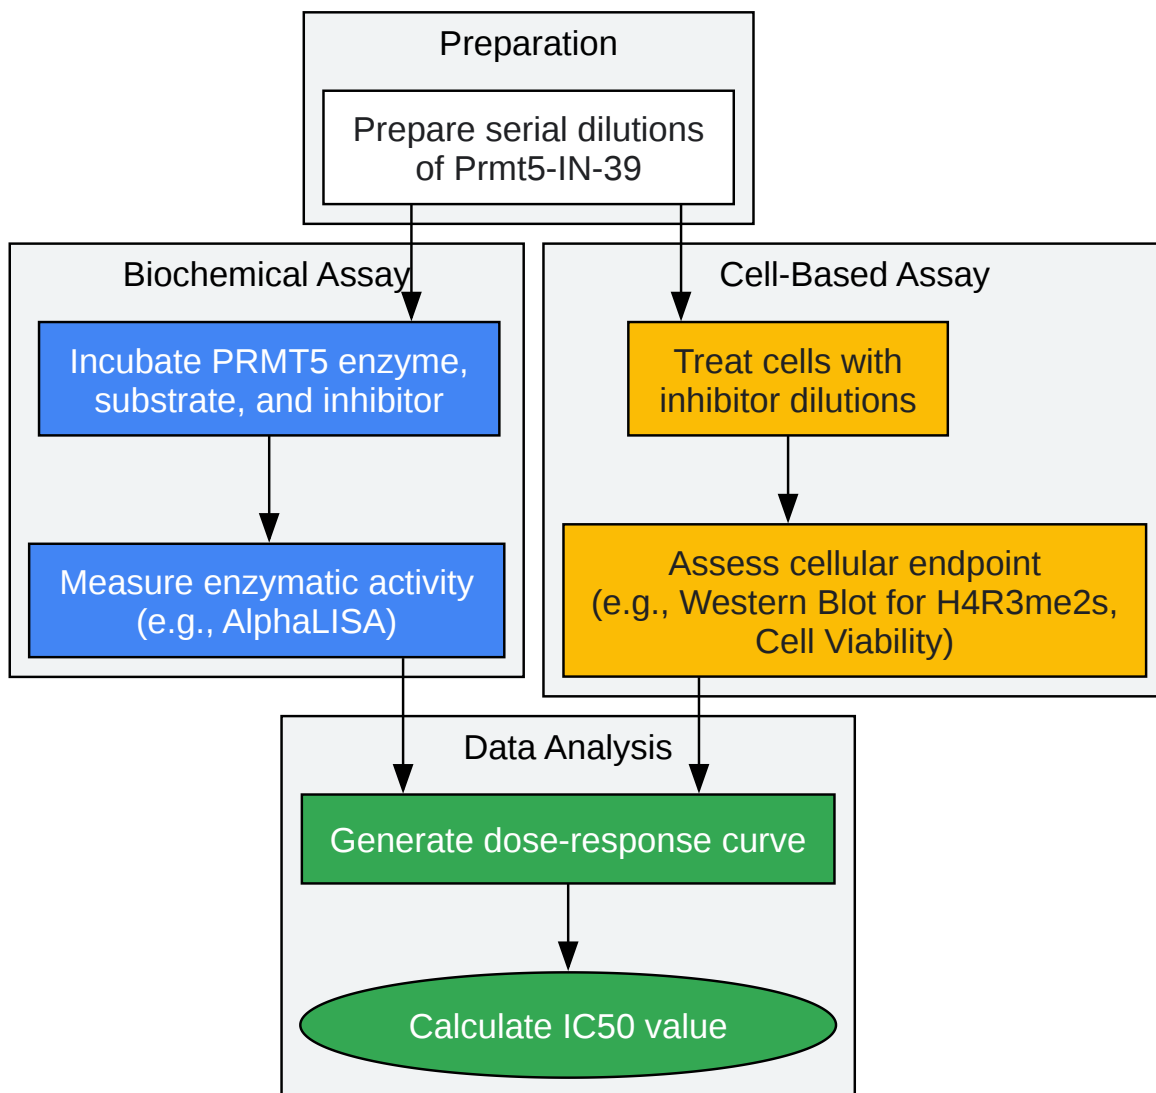 Preparation
Prepare serial dilutions
of Prmt5-IN-39
Biochemical Assay
Incubate PRMT5 enzyme,
substrate, and inhibitor
Measure enzymatic activity
(e.g., AlphaLISA)
Cell-Based Assay
Treat cells with
inhibitor dilutions
Assess cellular endpoint
(e.g., Western Blot for H4R3me2s,
Cell Viability)
Data Analysis
Generate dose-response curve
Calculate IC50 value